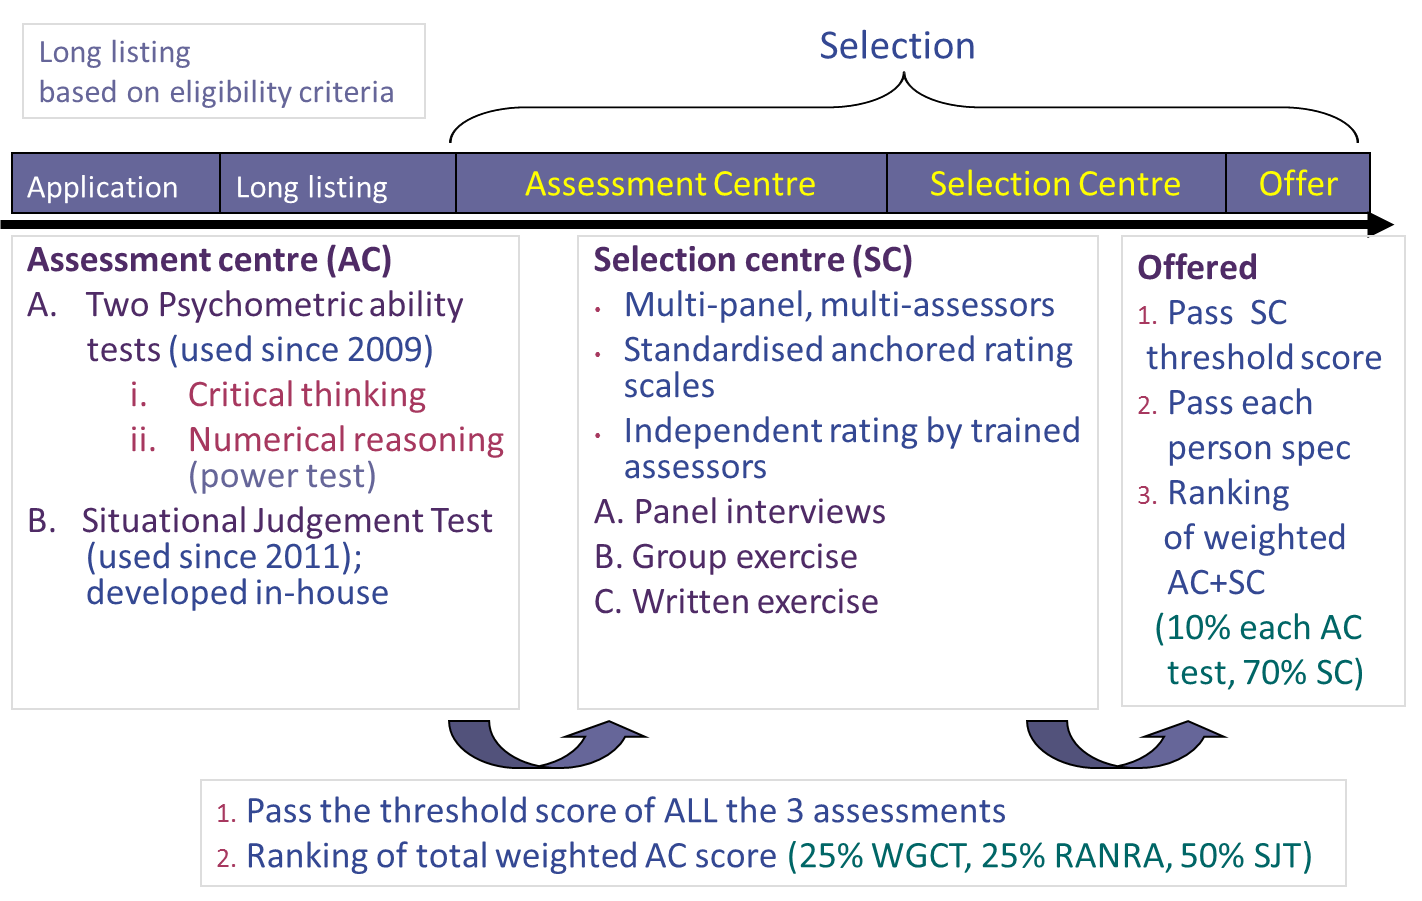 Long listing
based on eligibility criteria
Selection
Application
Long listing
Assessment Centre
Selection Centre
Offer
Assessment centre (AC)
A. Two Psychometric ability
tests (used since 2009)
i. Critical thinking
ii. Numerical reasoning
(power test)
B. Situational Judgement Test
(used since 2011);
developed in-house
Selection centre (SC)
• Multi-panel, multi-assessors
• Standardised anchored rating
scales
• Independent rating by trained
assessors
A. Panel interviews
B. Group exercise
C. Written exercise
Offered
1. Pass SC
threshold score
2. Pass each
person spec
3. Ranking
of weighted
AC+SC
(10% each AC
test, 70% SC)
1. Pass the threshold score of ALL the 3 assessments
2. Ranking of total weighted AC score (25% WGCT, 25% RANRA, 50% SJT)